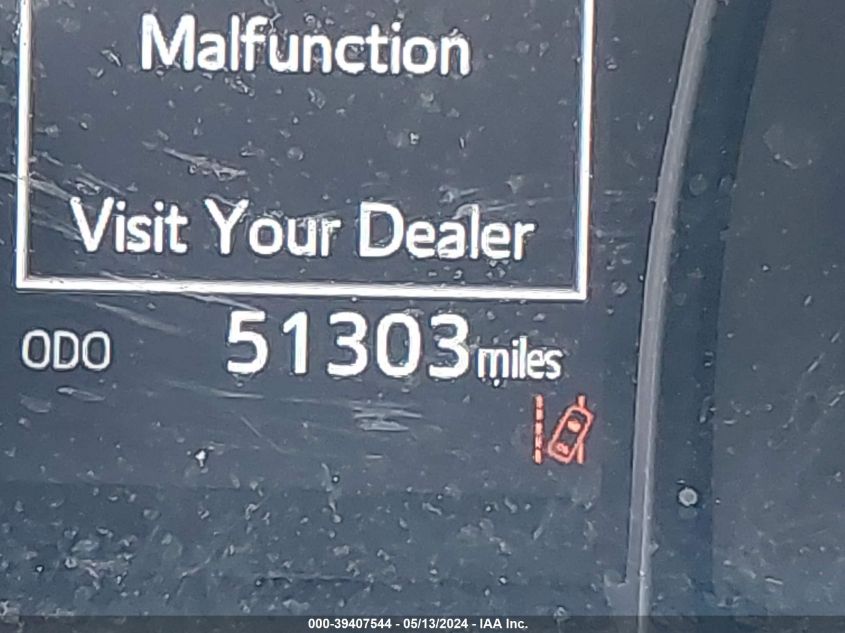 Malfunction
Visit Your Dealer
ODO 51303 miles
000-39407544 - 05/13/2024 - IAA Inc.